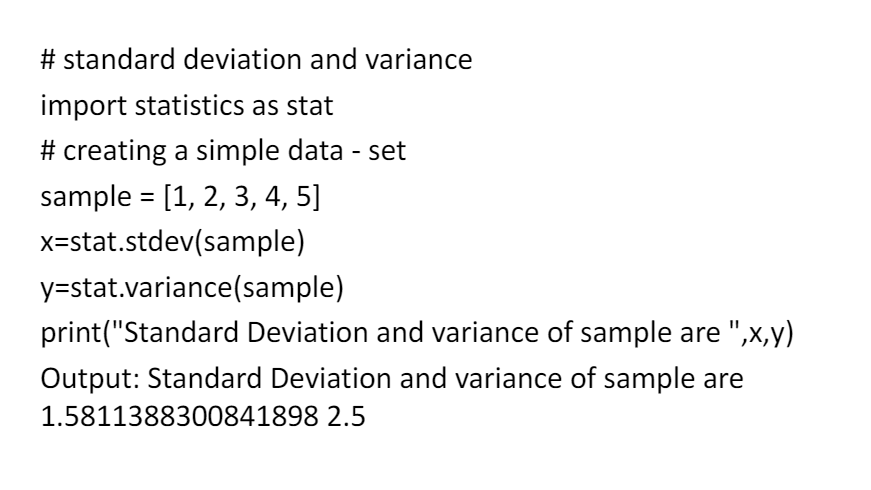 # standard deviation and variance
import statistics as stat
# creating a simple data - set
sample = [1, 2, 3, 4, 5]
x=stat.stdev(sample)
y=stat.variance(sample)
print("Standard Deviation and variance of sample are ",x,y)
Output: Standard Deviation and variance of sample are
1.5811388300841898 2.5